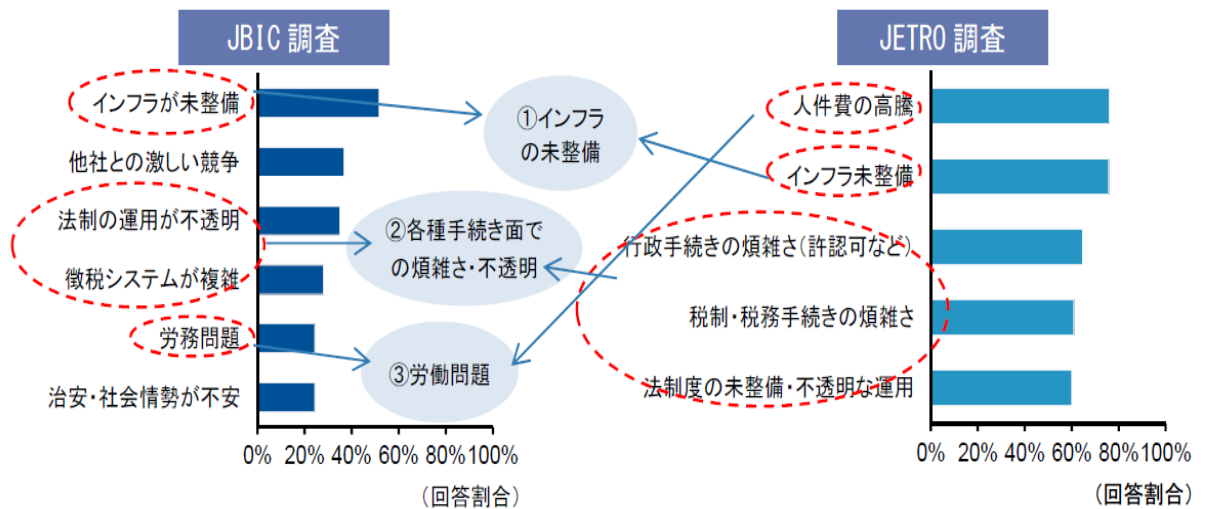 JBIC 調査
インフラが未整備
他社との激しい競争
法制の運用が不透明
徴税システムが複雑
労務問題
治安・社会情勢が不安
0% 20% 40% 60% 80% 100%
(回答割合)
①インフラ
の未整備
②各種手続き面で
の煩雑さ・不透明
③労働問題
JETRO 調査
人件費の高騰
インフラ未整備
行政手続きの煩雑さ(許認可など)
税制・税務手続きの煩雑さ
法制度の未整備・不透明な運用
0% 20% 40% 60% 80% 100%
(回答割合)